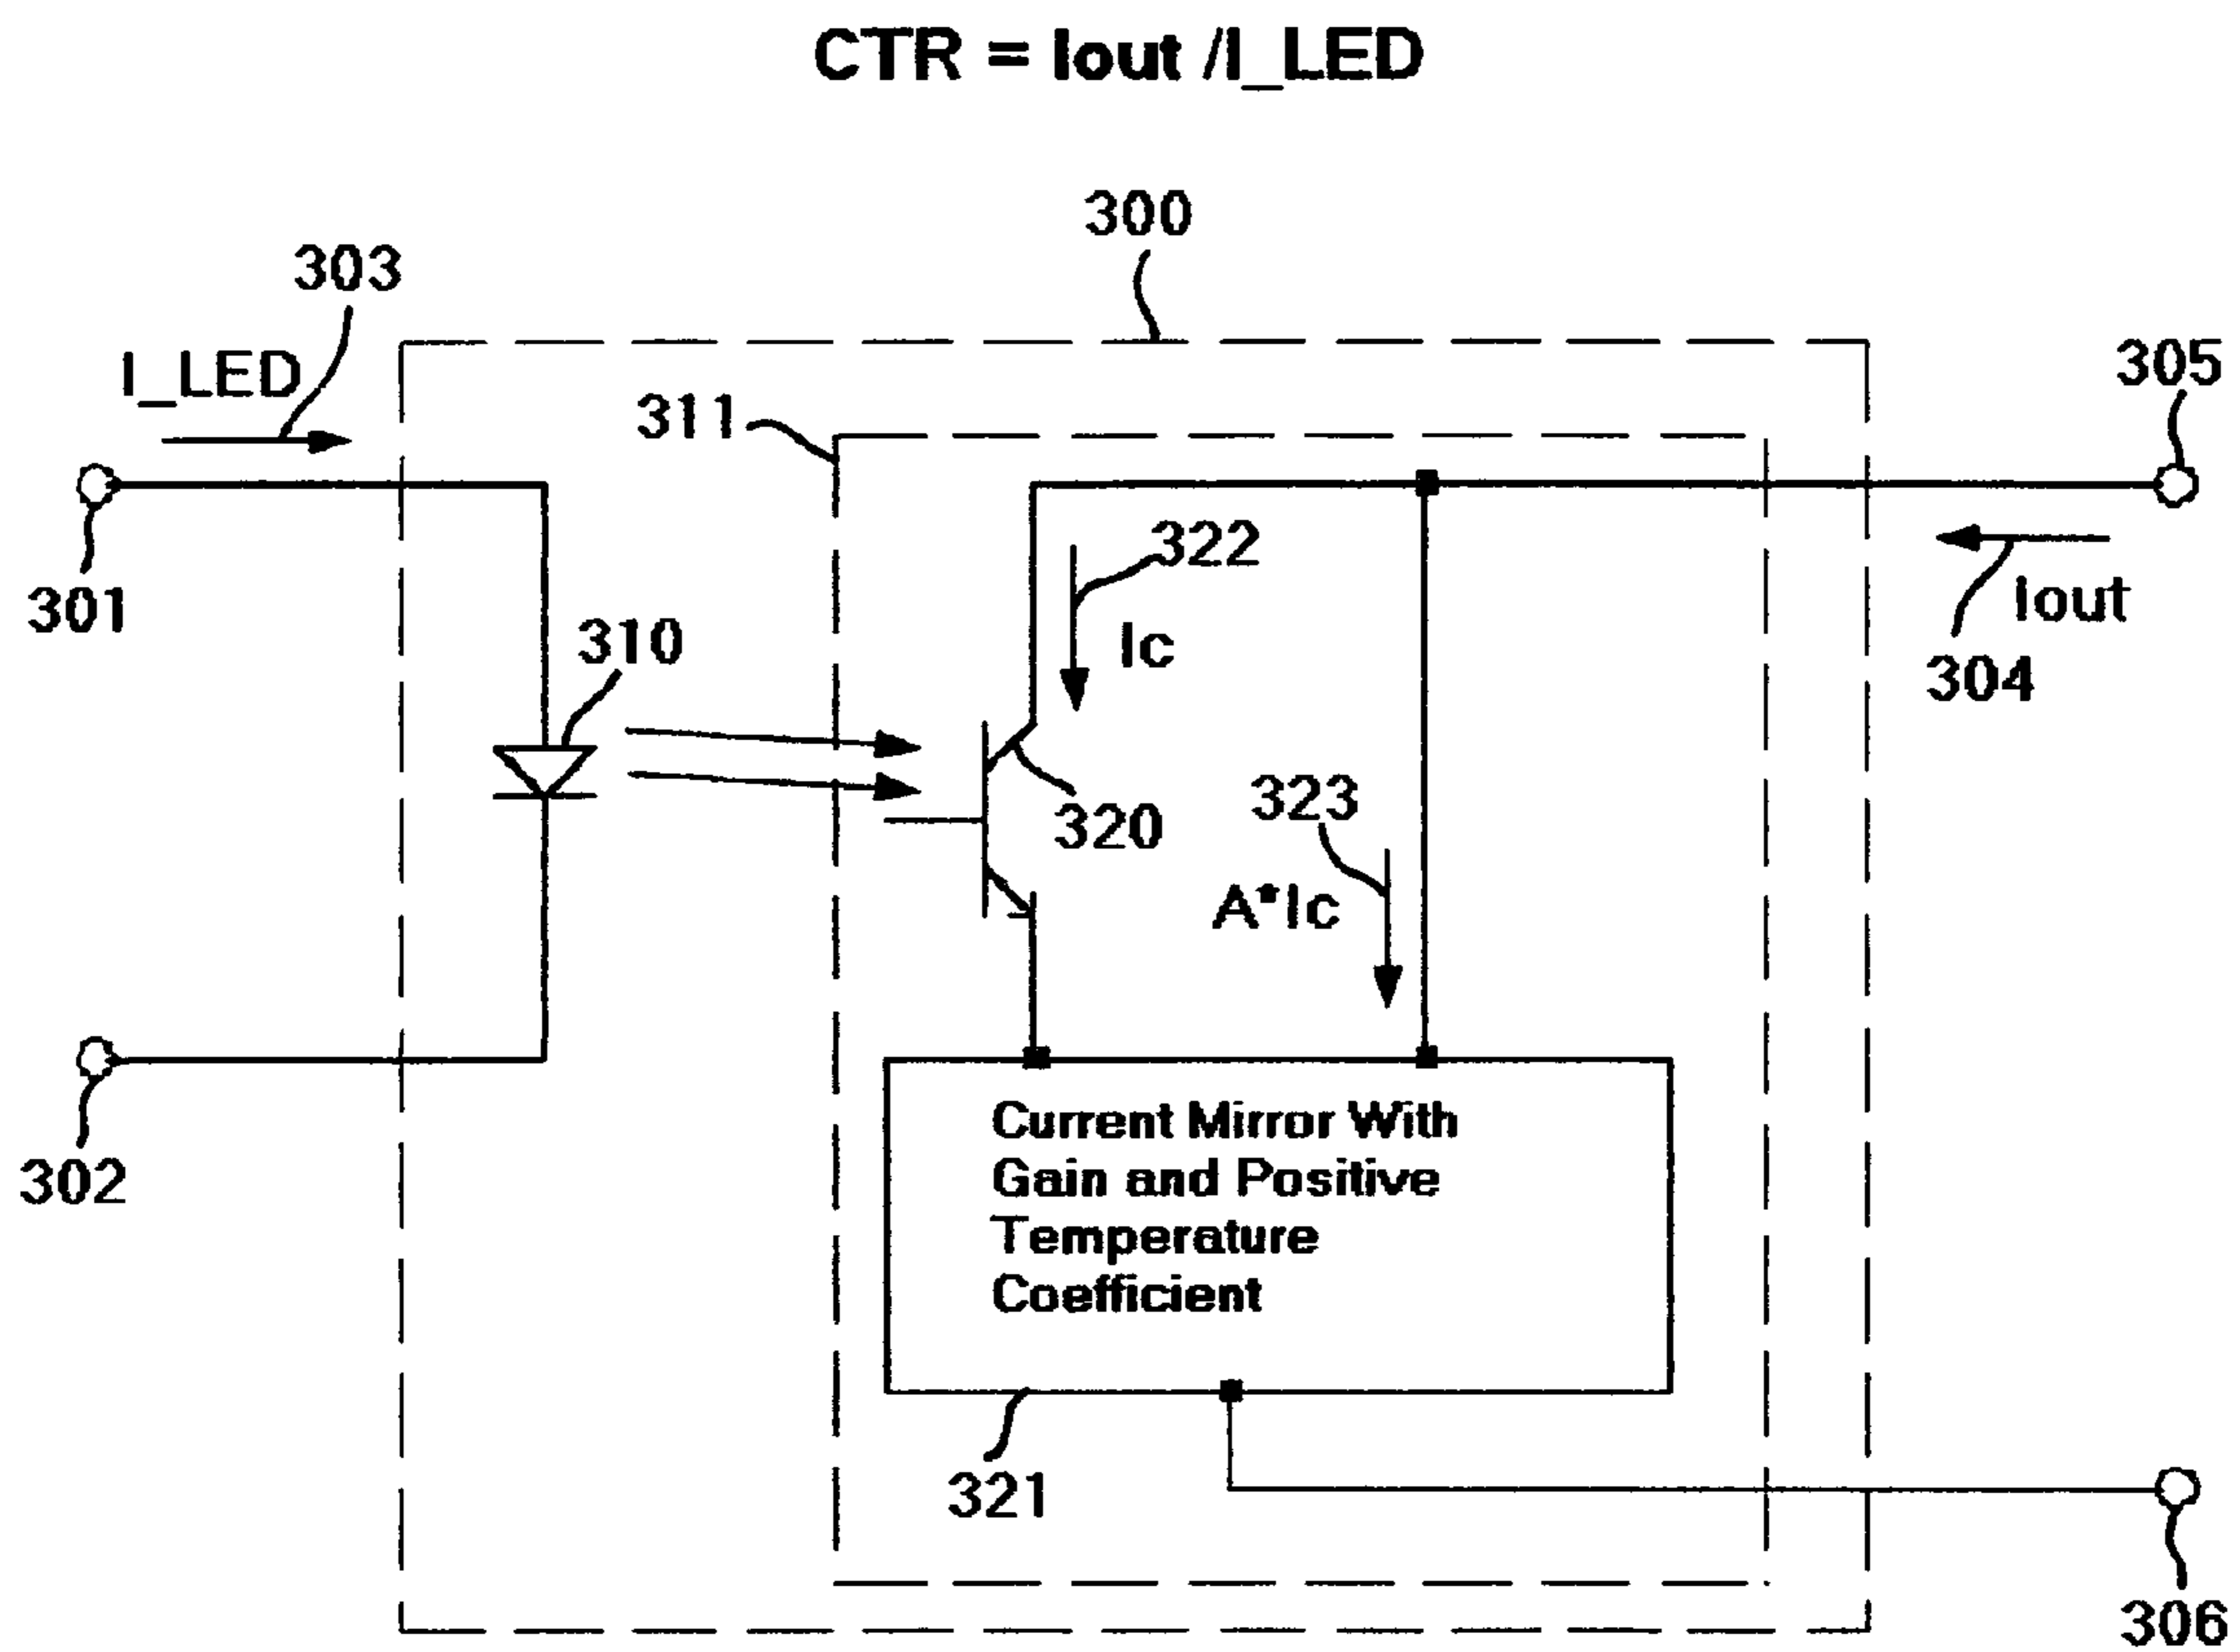 CTR = Iout /I_LED
300
303
I_LED
305
311
322
301
Iout
310
Ic
304
323
320
A*Ic
Current Mirror With
Gain and Positive
Temperature
Coefficient
302
321
306